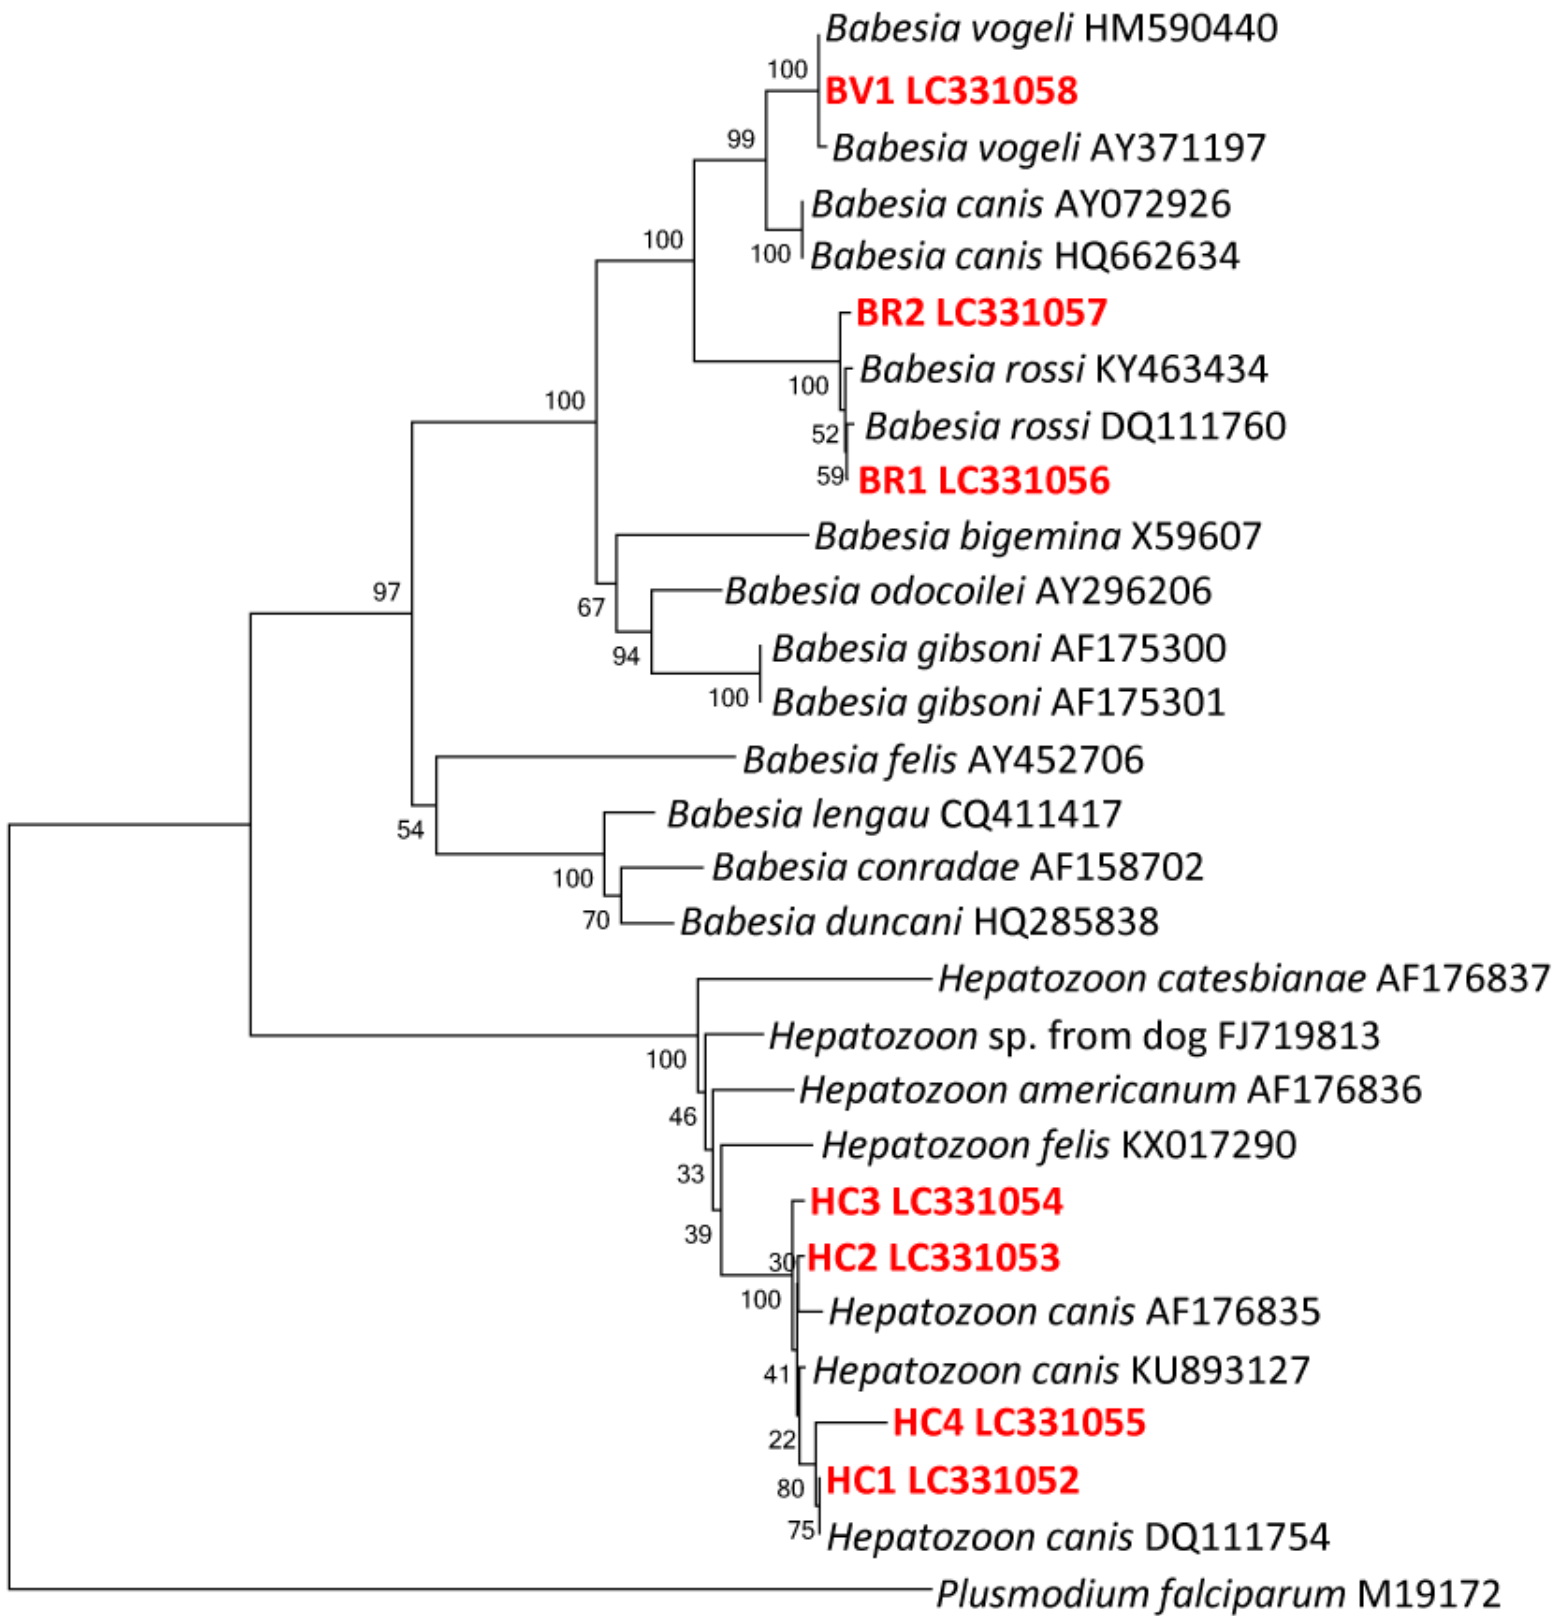 Babesia vogeli HM590440
100
BV1 LC331058
99
Babesia vogeli AY371197
Babesia canis AY072926
100
100
Babesia canis HQ662634
BR2 LC331057
Babesia rossi KY463434
100
100
Babesia rossi DQ111760
52
59
BR1 LC331056
Babesia bigemina X59607
97
Babesia odocoilei AY296206
67
Babesia gibsoni AF175300
94
100
Babesia gibsoni AF175301
Babesia felis AY452706
Babesia lengau CQ411417
54
Babesia conradae AF158702
100
70
Babesia duncani HQ285838
Hepatozoon catesbianae AF176837
Hepatozoon sp. from dog FJ719813
100
Hepatozoon americanum AF176836
46
Hepatozoon felis KX017290
33
HC3 LC331054
39
30
HC2 LC331053
100
Hepatozoon canis AF176835
41
Hepatozoon canis KU893127
HC4 LC331055
22
80
HC1 LC331052
75
Hepatozoon canis DQ111754
Plusmodium falciparum M19172